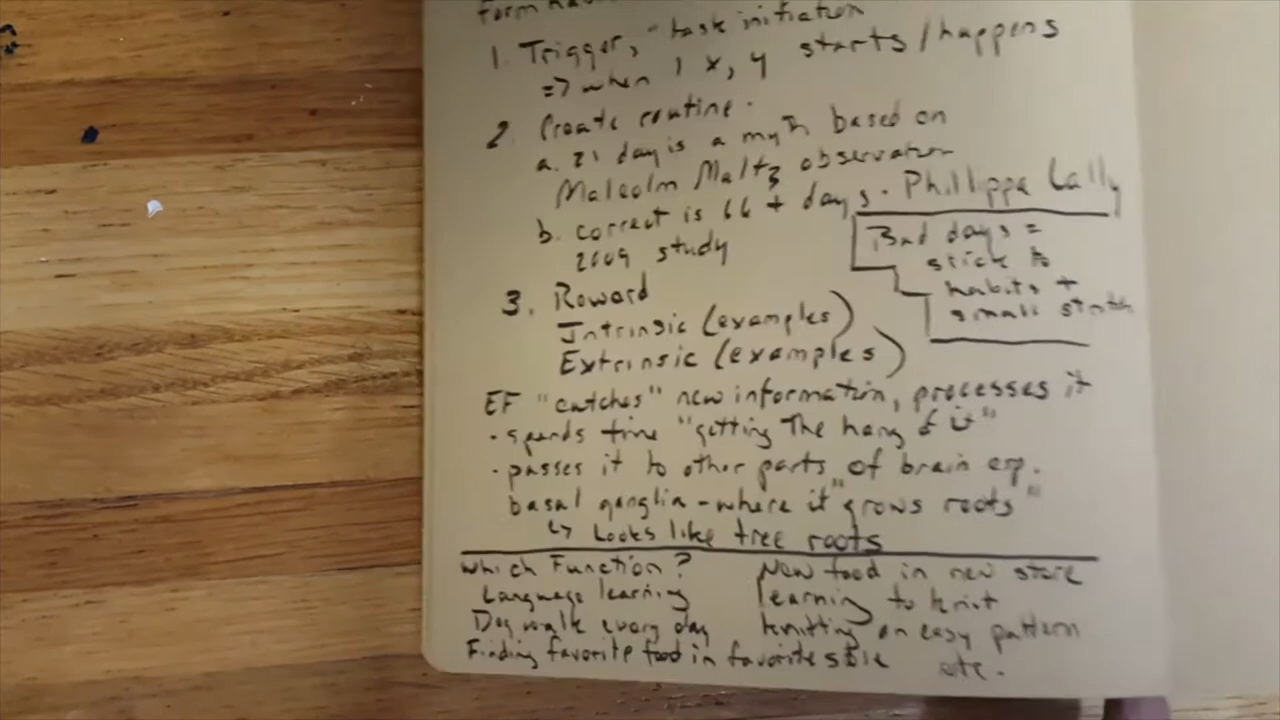 form
1. Trigger, "task initiation
=> when 1 x, y starts/happens
2. Create routine.
a. 21 day is a myth based on
Malcolm Maltz observation
b. correct is 66 + days. Phillippa Lally
2009 study
Bad days =
stick to
habits +
small
3. Reward
Intrinsic (examples)
Extrinsic (examples)
EF "catches" new information, processes it
• spends time "getting the hang of it"
• passes it to other parts of brain esp.
basal ganglia - where it "grows roots"
↳ Looks like tree roots
Which Function?
Language learning
Dog walk every day
Finding favorite food in favorite store
New food in new store
learning to knit
knitting an easy pattern
etc.